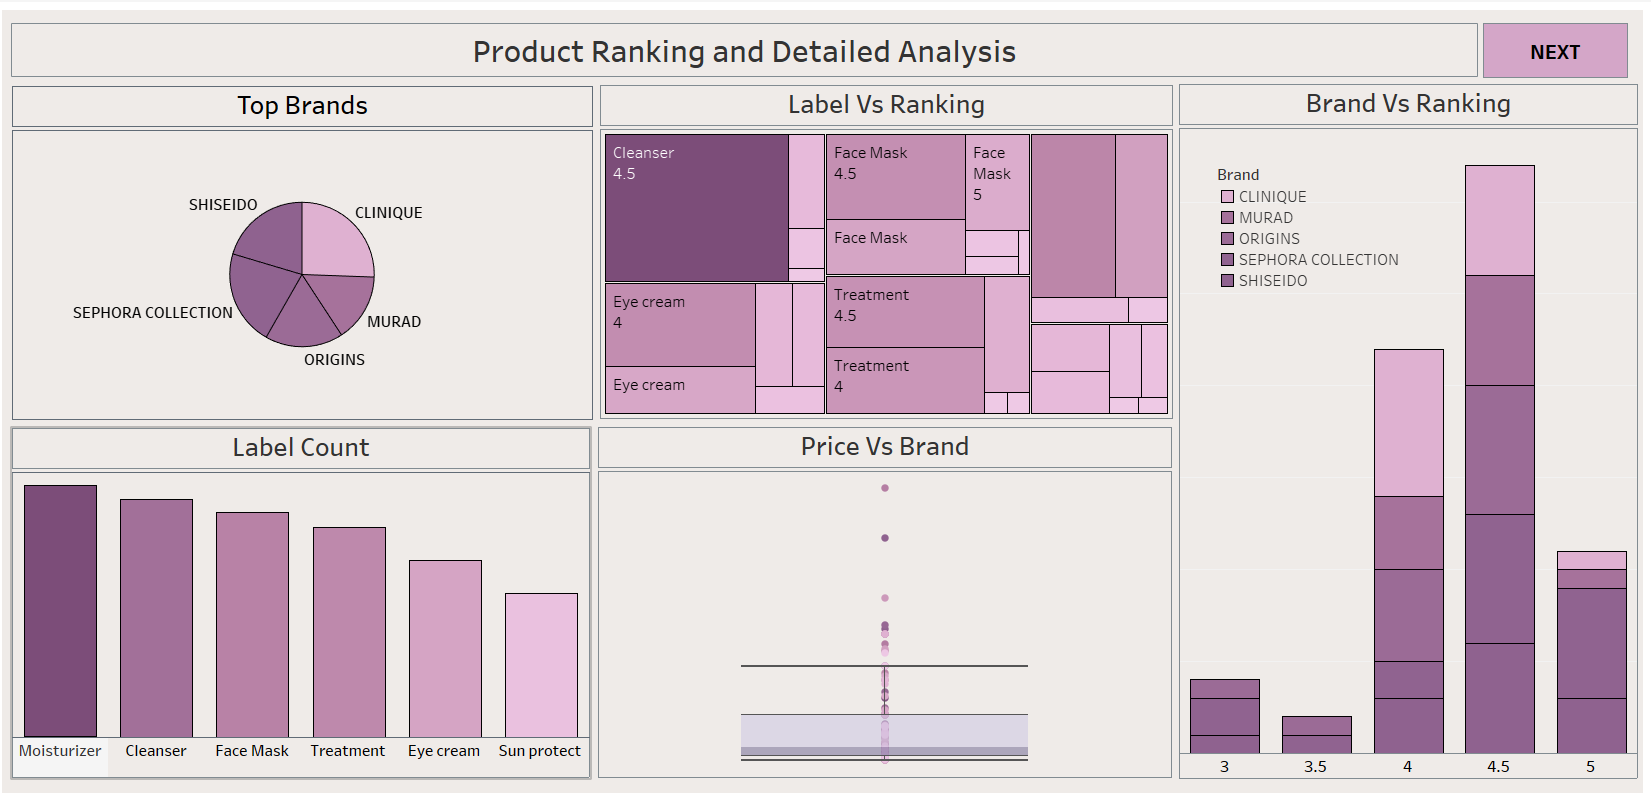 Product Ranking and Detailed Analysis
NEXT
Top Brands
SHISEIDO
CLINIQUE
SEPHORA COLLECTION
MURAD
ORIGINS
Label Vs Ranking
Cleanser
4.5
Face Mask
4.5
Face
Mask
5
Face Mask
Eye cream
4
Eye cream
Treatment
4.5
Treatment
4
Brand Vs Ranking
Brand
CLINIQUE
MURAD
ORIGINS
SEPHORA COLLECTION
SHISEIDO
3 3.5 4 4.5 5
Label Count
Moisturizer Cleanser Face Mask Treatment Eye cream Sun protect
Price Vs Brand